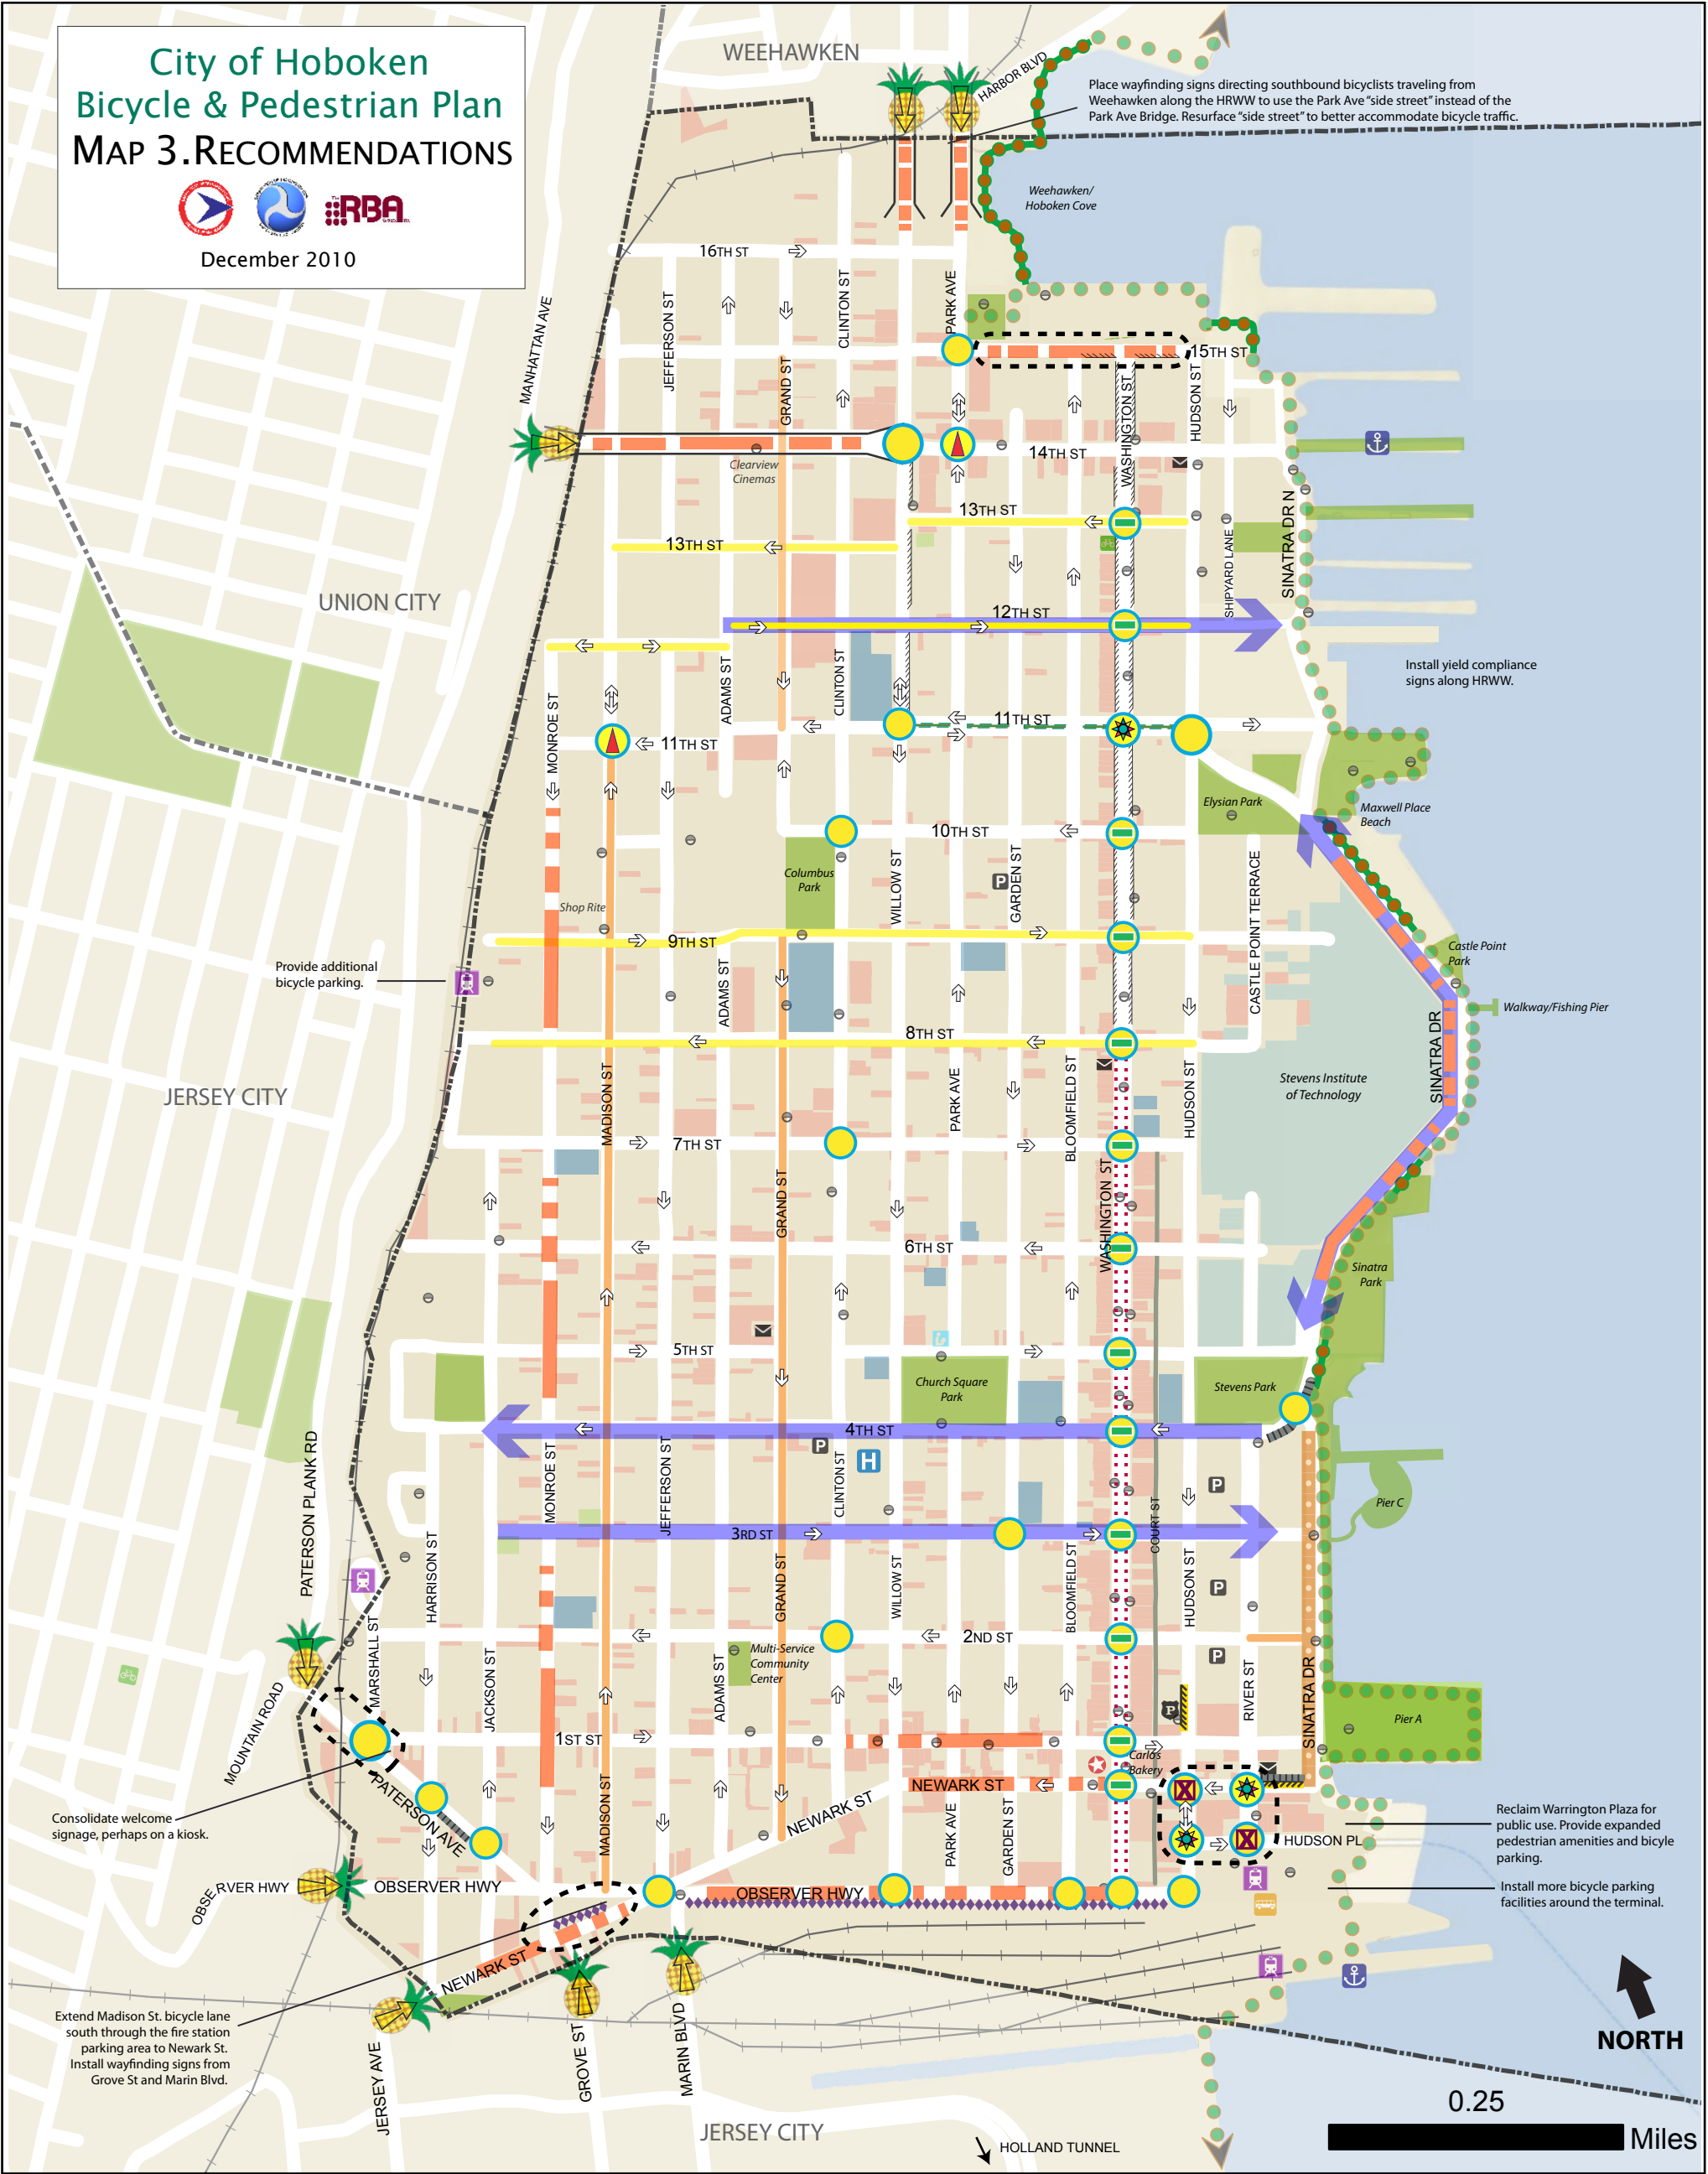 City of Hoboken
Bicycle & Pedestrian Plan
MAP 3.RECOMMENDATIONS
The RBA
December 2010
WEEHAWKEN
HARBOR BLVD
Place wayfinding signs directing southbound bicyclists traveling from
Weehawken along the HRWW to use the Park Ave “side street” instead of the
Park Ave Bridge. Resurface “side street” to better accommodate bicycle traffic.
Weehawken/
Hoboken Cove
16TH ST
MANHATTAN AVE
JEFFERSON ST
CLINTON ST
PARK AVE
GRAND ST
15TH ST
WASHINGTON ST
HUDSON ST
14TH ST
Clearview
Cinemas
13TH ST
13TH ST
SHIPYARD LANE
SINATRA DR N
UNION CITY
12TH ST
Install yield compliance
signs along HRWW.
MONROE ST
ADAMS ST
CLINTON ST
11TH ST
11TH ST
Elysian Park
Maxwell Place
Beach
10TH ST
Columbus
Park
WILLOW ST
P
GARDEN ST
CASTLE POINT TERRACE
Shop Rite
9TH ST
Castle Point
Park
Provide additional
bicycle parking.
ADAMS ST
Walkway/Fishing Pier
8TH ST
SINATRA DR
JERSEY CITY
MADISON ST
PARK AVE
BLOOMFIELD ST
HUDSON ST
Stevens Institute
of Technology
7TH ST
GRAND ST
WASHINGTON ST
6TH ST
Sinatra
Park
5TH ST
Church Square
Park
Stevens Park
4TH ST
P
H
PATERSON PLANK RD
MONROE ST
JEFFERSON ST
CLINTON ST
P
Pier C
3RD ST
COURT ST
HARRISON ST
GRAND ST
WILLOW ST
BLOOMFIELD ST
HUDSON ST
P
MARSHALL ST
2ND ST
Multi-Service
Community
Center
P
MOUNTAIN ROAD
JACKSON ST
ADAMS ST
RIVER ST
SINATRA DR
Pier A
1ST ST
Carlo's
Bakery
NEWARK ST
PATERSON AVE
MADISON ST
NEWARK ST
PARK AVE
GARDEN ST
HUDSON PL
Consolidate welcome
signage, perhaps on a kiosk.
Reclaim Warrington Plaza for
public use. Provide expanded
pedestrian amenities and bicyle
parking.
OBSERVER HWY
OBSERVER HWY
OBSERVER HWY
Install more bicycle parking
facilities around the terminal.
NEWARK ST
Extend Madison St. bicycle lane
south through the fire station
parking area to Newark St.
Install wayfinding signs from
Grove St and Marin Blvd.
JERSEY AVE
GROVE ST
MARIN BLVD
NORTH
0.25
Miles
JERSEY CITY
HOLLAND TUNNEL